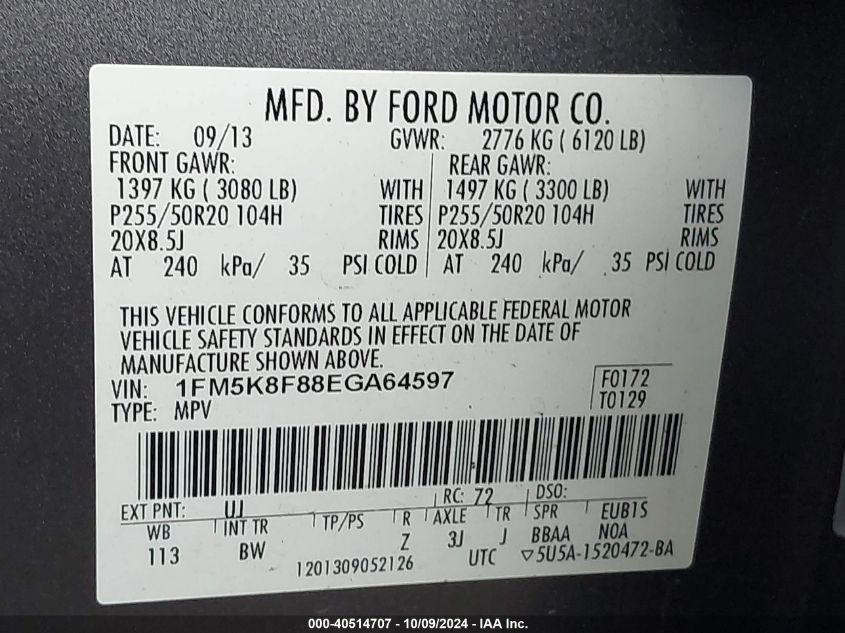 MFD. BY FORD MOTOR CO.
DATE: 09/13 GVWR: 2776 KG ( 6120 LB)
FRONT GAWR: REAR GAWR:
1397 KG ( 3080 LB) WITH 1497 KG ( 3300 LB) WITH
P255/50R20 104H TIRES P255/50R20 104H TIRES
20X8.5J RIMS 20X8.5J RIMS
AT 240 kPa/ 35 PSI COLD AT 240 kPa/ 35 PSI COLD
THIS VEHICLE CONFORMS TO ALL APPLICABLE FEDERAL MOTOR
VEHICLE SAFETY STANDARDS IN EFFECT ON THE DATE OF
MANUFACTURE SHOWN ABOVE.
VIN: 1FM5K8F88EGA64597 F0172
TYPE: MPV T0129
EXT PNT: UJ RC: 72 DSO:
WB INT TR TP/PS R AXLE TR SPR EUB1S
113 BW Z 3J J BBAA NOA
1201309052126 UTC ▽5U5A-1520472-BA
000-40514707 - 10/09/2024 - IAA Inc.